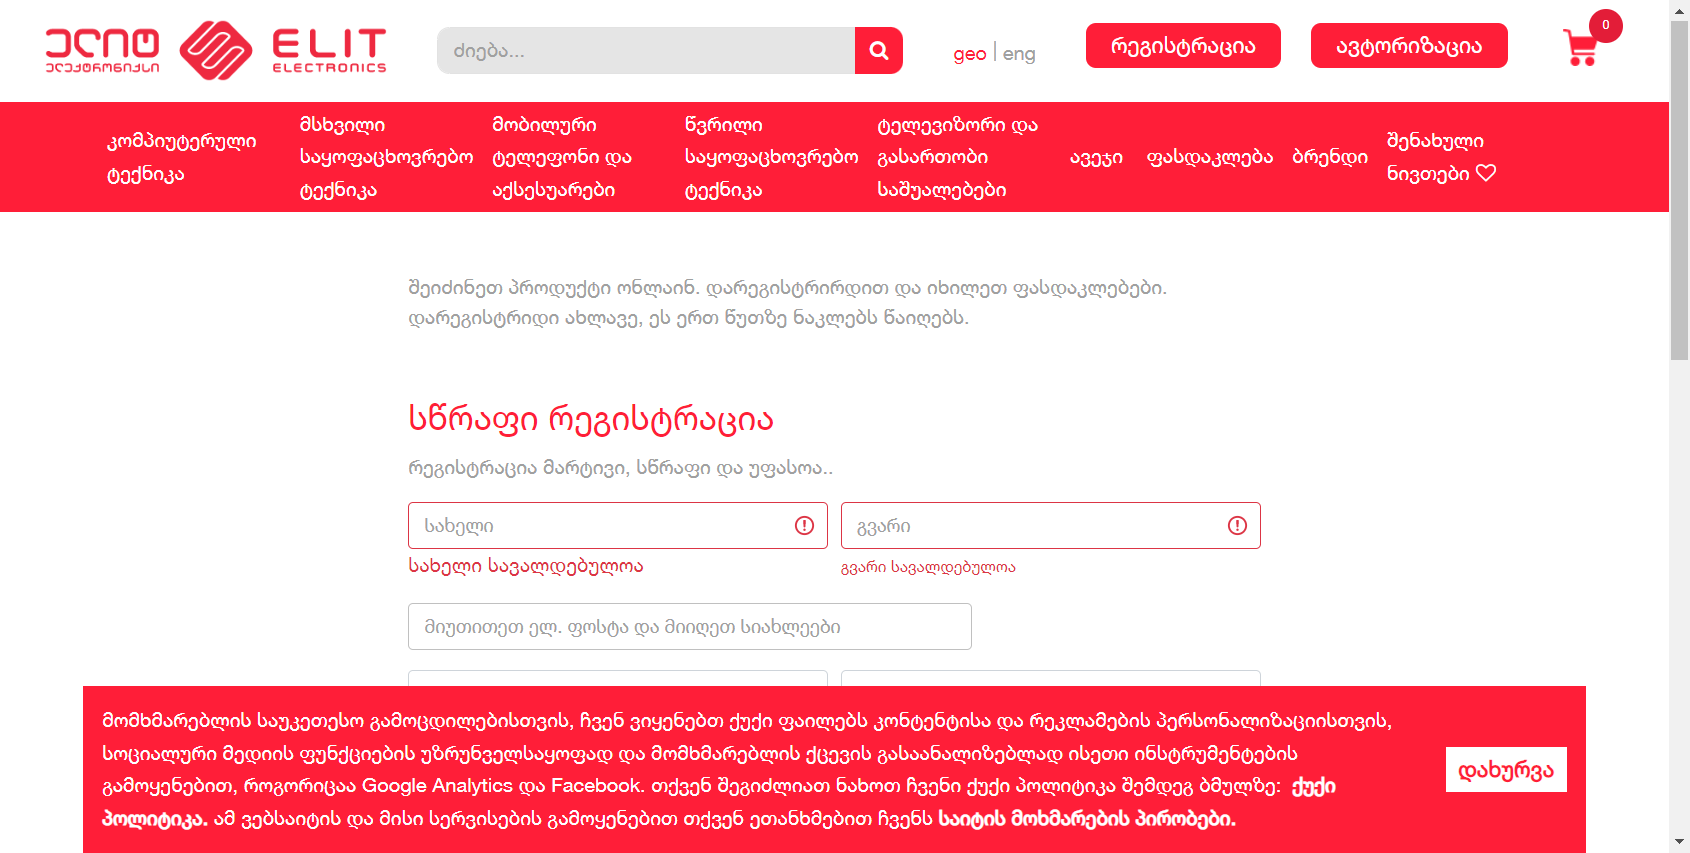 ელიტ
ელექტრონიქსი
ELIT
ELECTRONICS
ძიება...
geo | eng
რეგისტრაცია
ავტორიზაცია
0
კომპიუტერული
ტექნიკა
მსხვილი
საყოფაცხოვრებო
ტექნიკა
მობილური
ტელეფონი და
აქსესუარები
წვრილი
საყოფაცხოვრებო
ტექნიკა
ტელევიზორი და
გასართობი
საშუალებები
ავეჯი
ფასდაკლება
ბრენდი
შენახული
ნივთები
შეიძინეთ პროდუქტი ონლაინ. დარეგისტრირდით და იხილეთ ფასდაკლებები.
დარეგისტრიდი ახლავე, ეს ერთ წუთზე ნაკლებს წაიღებს.
სწრაფი რეგისტრაცია
რეგისტრაცია მარტივი, სწრაფი და უფასოა..
სახელი
გვარი
სახელი სავალდებულოა
გვარი სავალდებულოა
მიუთითეთ ელ. ფოსტა და მიიღეთ სიახლეები
მომხმარებლის საუკეთესო გამოცდილებისთვის, ჩვენ ვიყენებთ ქუქი ფაილებს კონტენტისა და რეკლამების პერსონალიზაციისთვის,
სოციალური მედიის ფუნქციების უზრუნველსაყოფად და მომხმარებლის ქცევის გასაანალიზებლად ისეთი ინსტრუმენტების
გამოყენებით, როგორიცაა Google Analytics და Facebook. თქვენ შეგიძლიათ ნახოთ ჩვენი ქუქი პოლიტიკა შემდეგ ბმულზე: ქუქი
პოლიტიკა. ამ ვებსაიტის და მისი სერვისების გამოყენებით თქვენ ეთანხმებით ჩვენს საიტის მოხმარების პირობები.
დახურვა